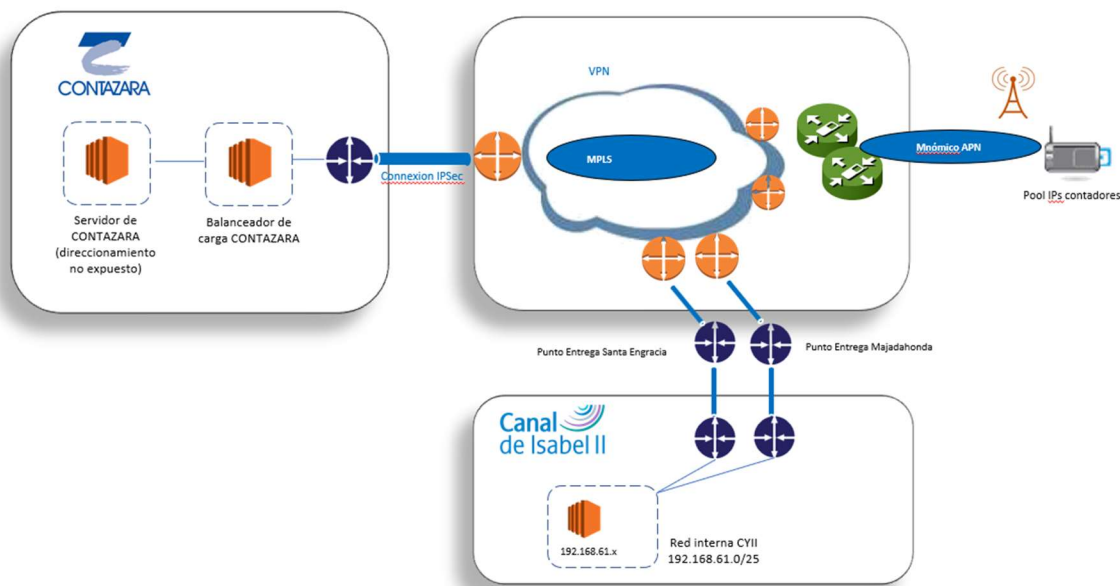 CONTAZARA
Servidor de
CONTAZARA
(direccionamiento
no expuesto)
Balanceador de
carga CONTAZARA
Connexion IPSec
VPN
MPLS
Mnómico APN
Pool IPs contadores
Punto Entrega Santa Engracia
Punto Entrega Majadahonda
Canal
de Isabel II
192.168.61.x
Red interna CYII
192.168.61.0/25